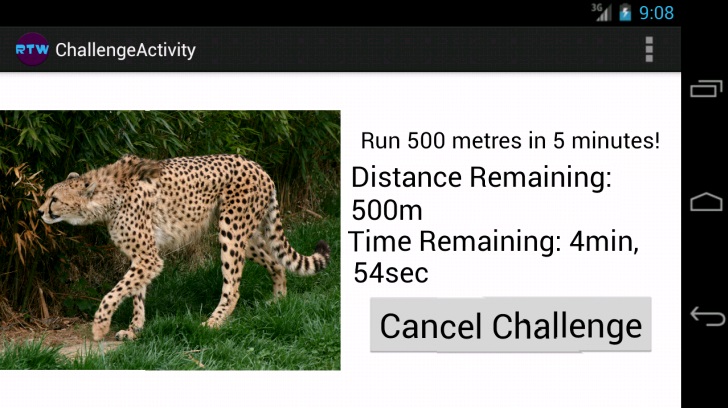 3G 9:08
RTW ChallengeActivity
Run 500 metres in 5 minutes!
Distance Remaining:
500m
Time Remaining: 4min,
54sec
Cancel Challenge